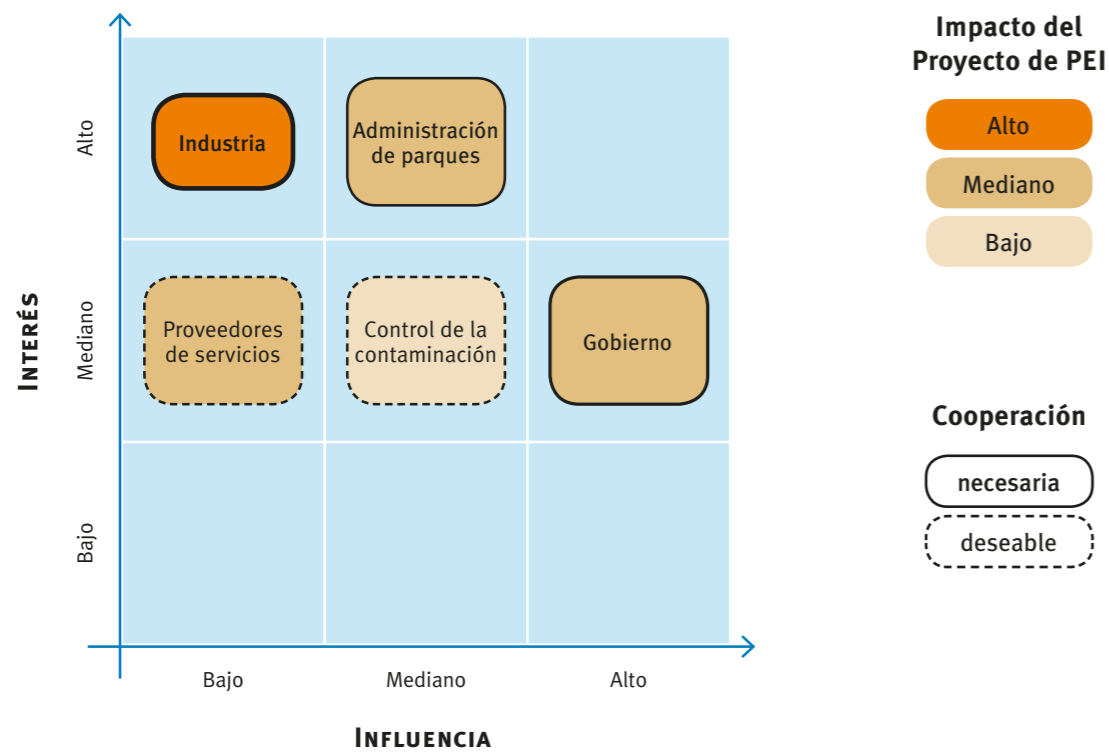 Impacto del
Proyecto de PEI
Alto
Mediano
Bajo
Cooperación
necesaria
deseable
INTERÉS
Alto
Mediano
Bajo
Industria
Administración
de parques
Proveedores
de servicios
Control de la
contaminación
Gobierno
Bajo
Mediano
Alto
INFLUENCIA